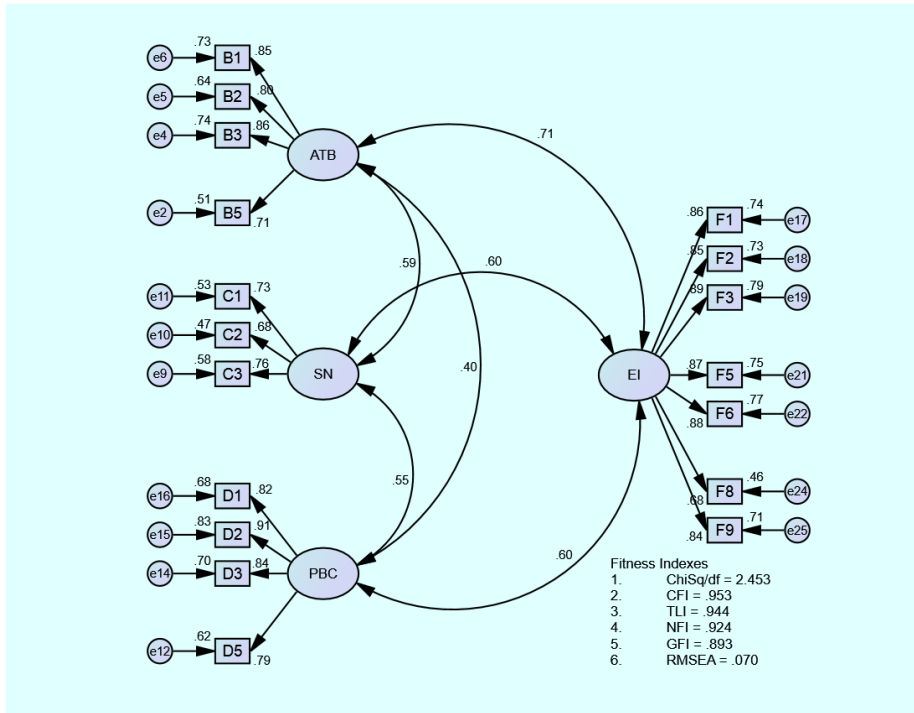 .73
e6
B1
.85
.64
e5
B2
.80
.74
e4
B3
.86
ATB
.51
e2
B5
.71
.53
e11
C1
.73
.47
e10
C2
.68
.58
e9
C3
.76
SN
.68
e16
D1
.82
.83
e15
D2
.91
.70
e14
D3
.84
PBC
.62
e12
D5
.79
.71
.59
.60
.40
.55
.60
EI
.86
F1
.74
e17
.85
F2
.73
e18
.89
F3
.79
e19
.87
F5
.75
e21
.88
F6
.77
e22
.68
F8
.46
e24
.84
F9
.71
e25
Fitness Indexes
1. ChiSq/df = 2.453
2. CFI = .953
3. TLI = .944
4. NFI = .924
5. GFI = .893
6. RMSEA = .070